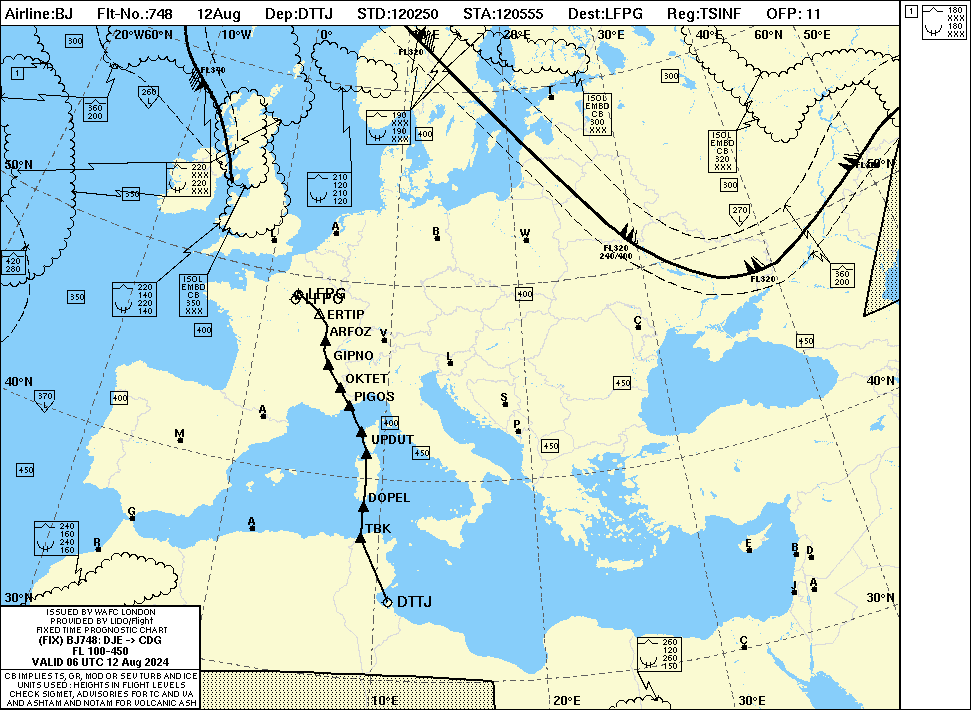 Airline:BJ Flt-No.:748 12Aug Dep:DTTJ STD:120250 STA:120555 Dest:LFPG Reg:TSINF OFP: 11
20°W60°N 10°W 0° 20°E 30°E 40°E 60°N 50°E
1
180
XXX
180
XXX
300
FL320
FL340
1
260
L
360
200
300
190
XXX
190
XXX
400
T
ISOL
EMBD
CB
300
XXX
ISOL
EMBD
CB
320
XXX
50°N
50°N
220
XXX
220
XXX
350
210
120
210
120
300
270
L
L
A
B
W
FL320
240/400
FL320
420
280
360
200
350
220
140
220
140
ISOL
EMBD
CB
350
XXX
400
400
LFPG
LFPO
ERTIP
ARFOZ
GIPNO
OKTET
PIGOS
UPDUT
DOPEL
TBK
DTTJ
V
C
450
L
40°N
40°N
370
L
400
450
A
S
400
P
M
450
450
450
G
A
240
160
240
160
R
E
B
D
J
A
30°N
30°N
C
260
120
260
150
10°E
20°E
30°E
ISSUED BY WAFC LONDON
PROVIDED BY LIDO/Flight
FIXED TIME PROGNOSTIC CHART
(FIX) BJ748: DJE -> CDG
FL 100-450
VALID 06 UTC 12 Aug 2024
CB IMPLIES TS, GR, MOD OR SEV TURB AND ICE
UNITS USED : HEIGHTS IN FLIGHT LEVELS
CHECK SIGMET, ADVISORIES FOR TC AND VA
AND ASHTAM AND NOTAM FOR VOLCANIC ASH